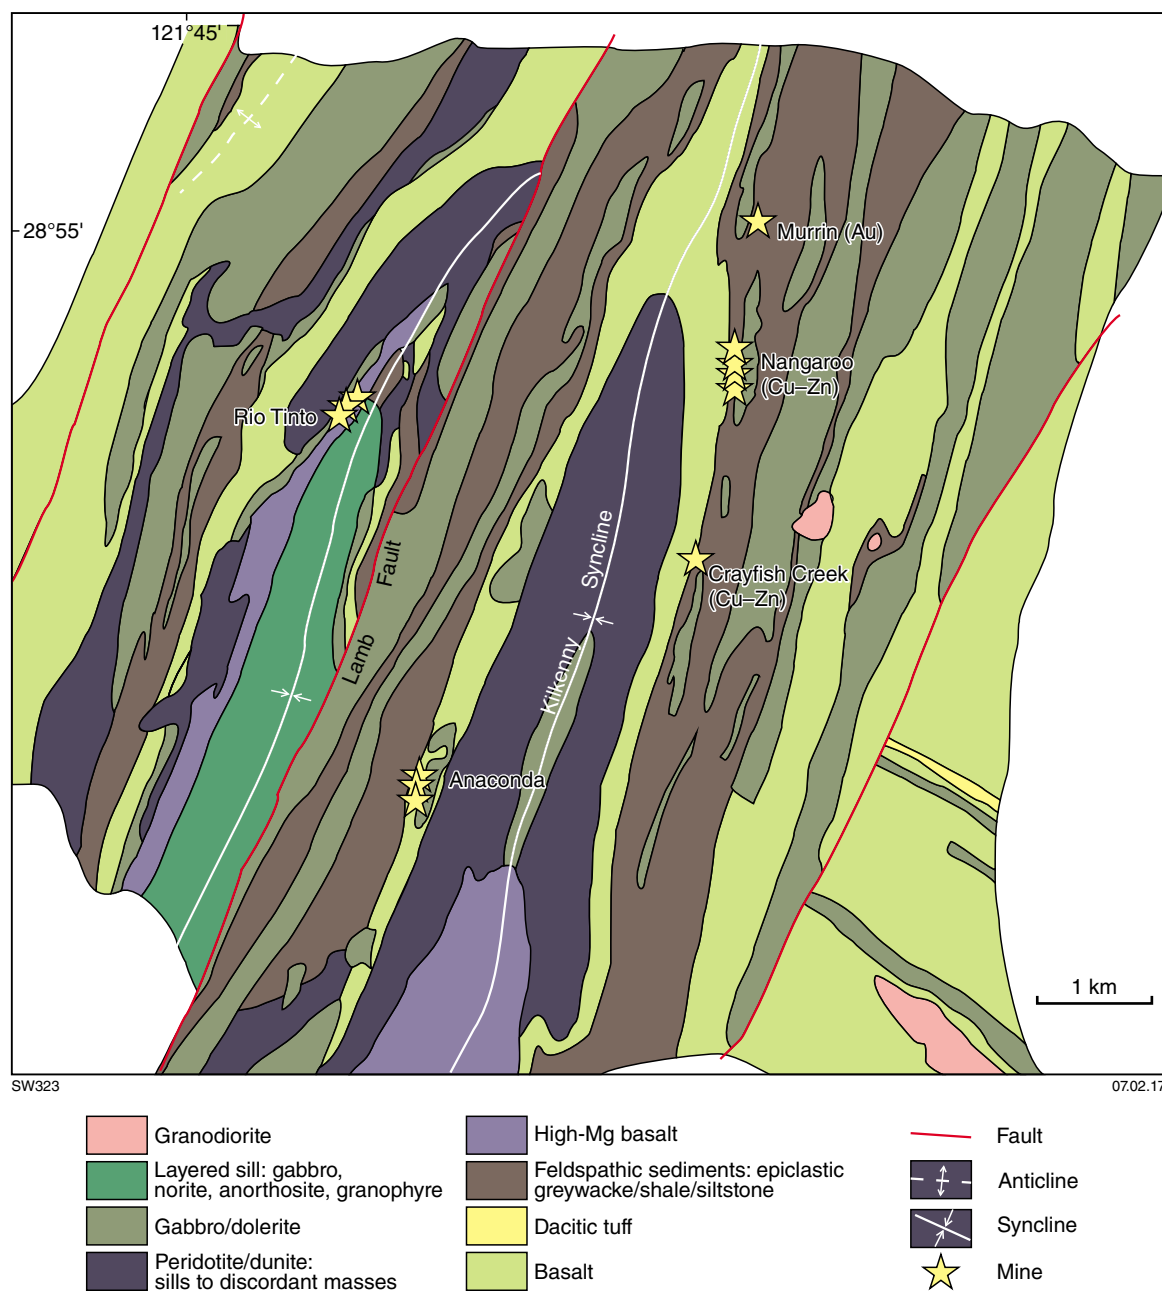 121°45'
28°55'
Murrin (Au)
Nangaroo
(Cu–Zn)
Rio Tinto
Syncline
Fault
Crayfish Creek
(Cu–Zn)
Lamb
Kilkenny
Anaconda
1 km
SW323
07.02.17
Granodiorite
Layered sill: gabbro,
norite, anorthosite, granophyre
Gabbro/dolerite
Peridotite/dunite:
sills to discordant masses
High-Mg basalt
Feldspathic sediments: epiclastic
greywacke/shale/siltstone
Dacitic tuff
Basalt
Fault
Anticline
Syncline
Mine